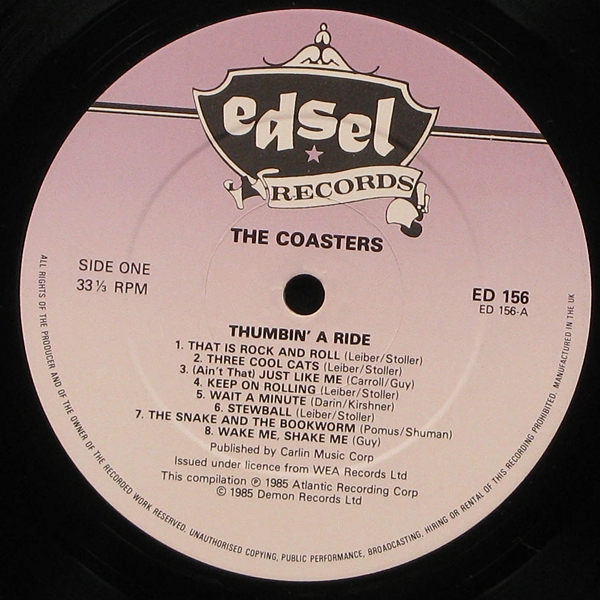 edsel
RECORDS
THE COASTERS
SIDE ONE
33⅓ RPM
ED 156
ED 156-A
THUMBIN' A RIDE
1. THAT IS ROCK AND ROLL (Leiber/Stoller)
2. THREE COOL CATS (Leiber/Stoller)
3. (Ain't That) JUST LIKE ME (Carroll/Guy)
4. KEEP ON ROLLING (Leiber/Stoller)
5. WAIT A MINUTE (Darin/Kirshner)
6. STEWBALL (Leiber/Stoller)
7. THE SNAKE AND THE BOOKWORM (Pomus/Shuman)
8. WAKE ME, SHAKE ME (Guy)
Published by Carlin Music Corp
Issued under licence from WEA Records Ltd
This compilation ℗ 1985 Atlantic Recording Corp
© 1985 Demon Records Ltd
ALL RIGHTS OF THE PRODUCER AND OF THE OWNER OF THE RECORDED WORK RESERVED. UNAUTHORISED COPYING, PUBLIC PERFORMANCE, BROADCASTING, HIRING OR RENTAL OF THIS RECORDING PROHIBITED. MANUFACTURED IN THE UK